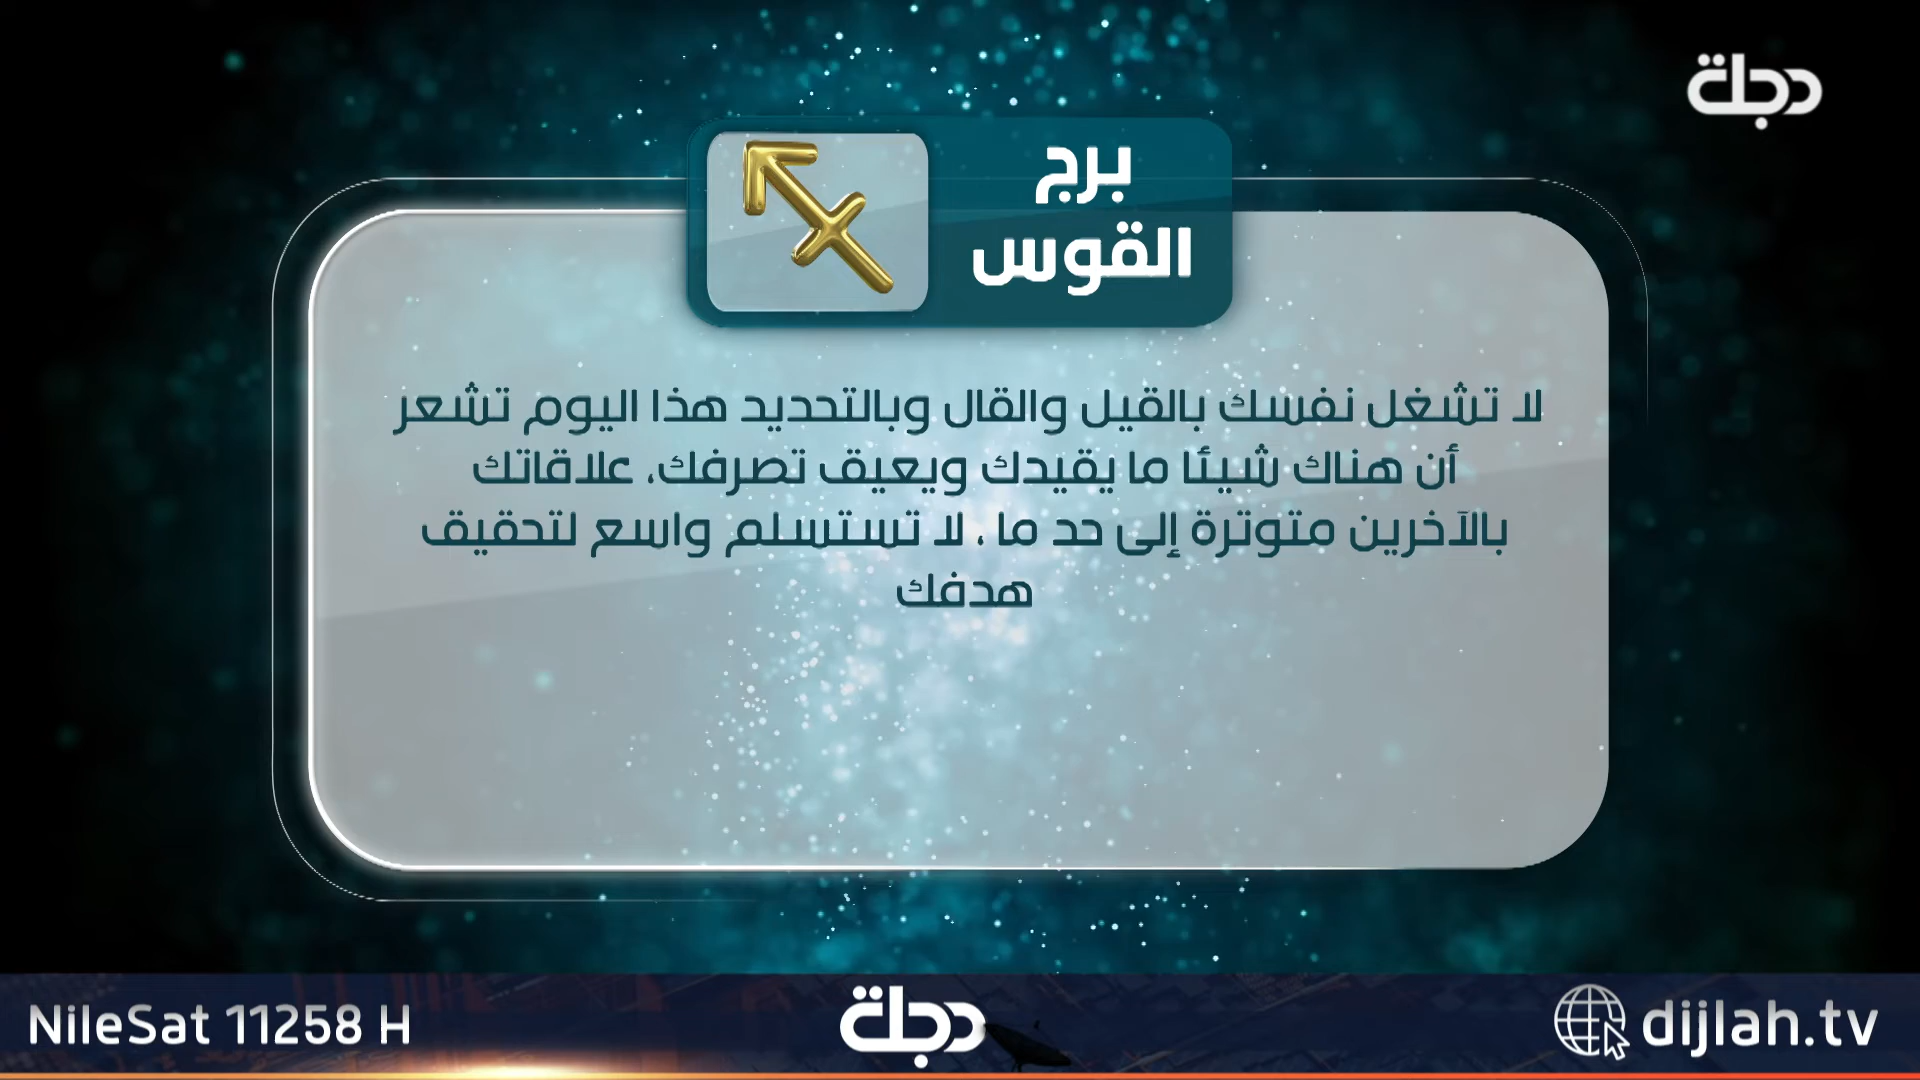 دجلة
برج
القوس
لا تشغل نفسك بالقيل والقال وبالتحديد هذا اليوم تشعر
أن هناك شيئا ما يقيدك ويعيق تصرفك، علاقاتك
بالآخرين متوترة إلى حد ما ، لا تستسلم واسع لتحقيق
هدفك
NileSat 11258 H
دجلة
dijlah.tv